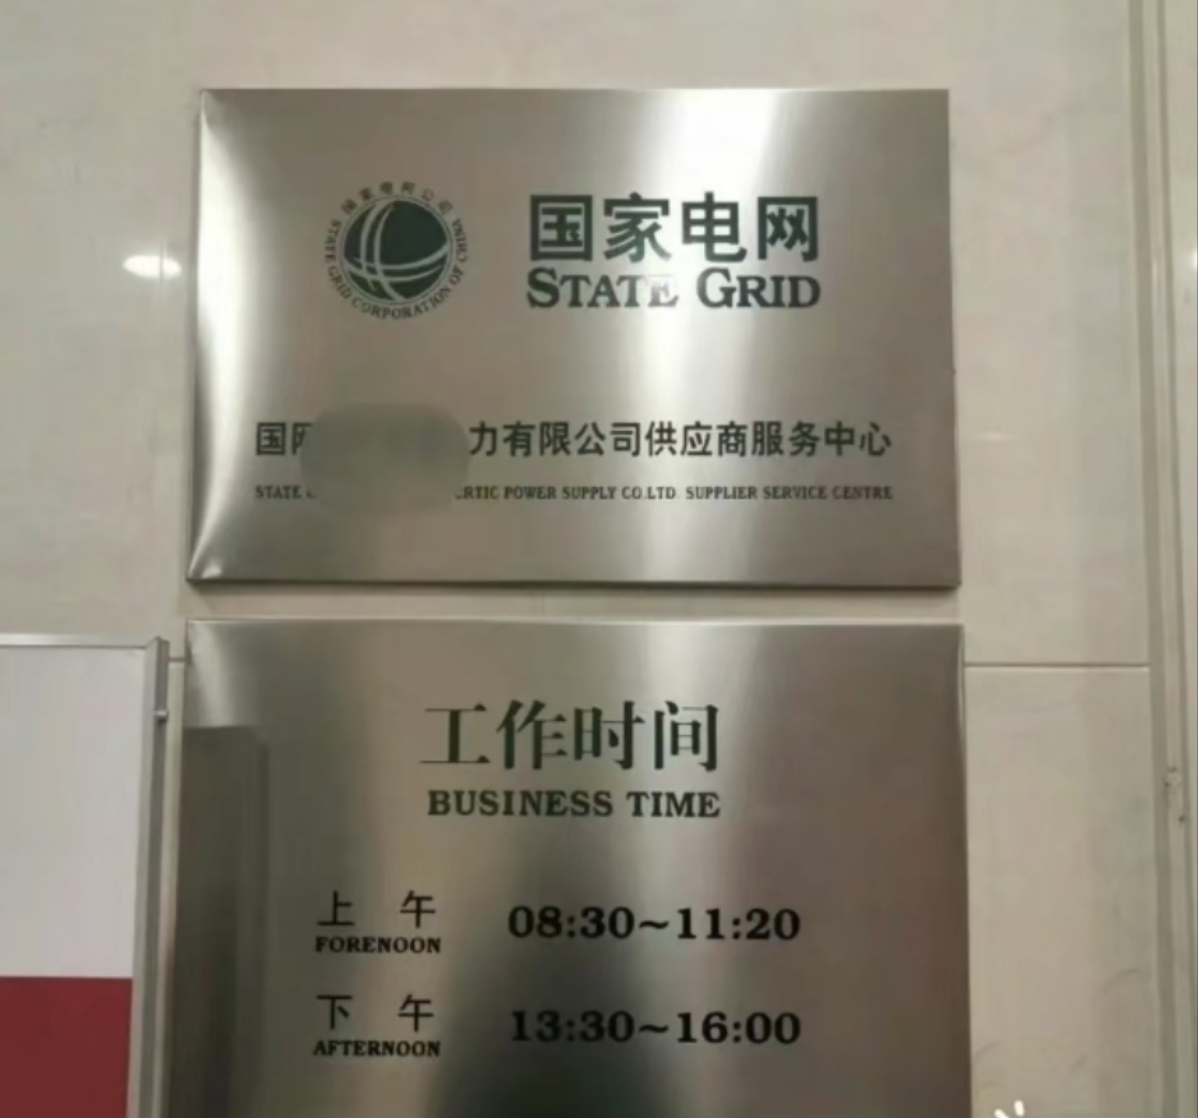 国家电网公司
STATE GRID CORPORATION OF CHINA
国家电网
STATE GRID
国网 力有限公司供应商服务中心
STATE POWER SUPPLY CO.LTD. SUPPLIER SERVICE CENTRE
工作时间
BUSINESS TIME
上 午 08:30~11:20
FORENOON
下 午 13:30~16:00
AFTERNOON